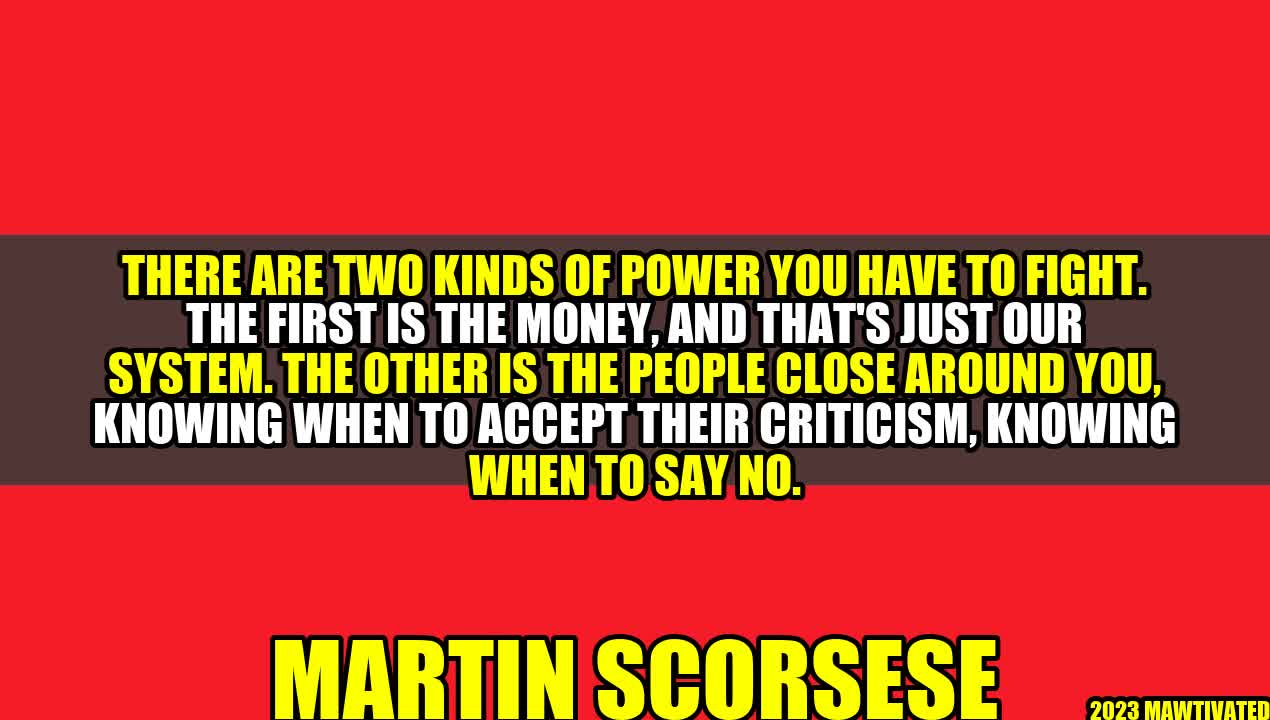 THERE ARE TWO KINDS OF POWER YOU HAVE TO FIGHT.
THE FIRST IS THE MONEY, AND THAT'S JUST OUR
SYSTEM. THE OTHER IS THE PEOPLE CLOSE AROUND YOU,
KNOWING WHEN TO ACCEPT THEIR CRITICISM, KNOWING
WHEN TO SAY NO.
MARTIN SCORSESE
2023 MAWTIVATED